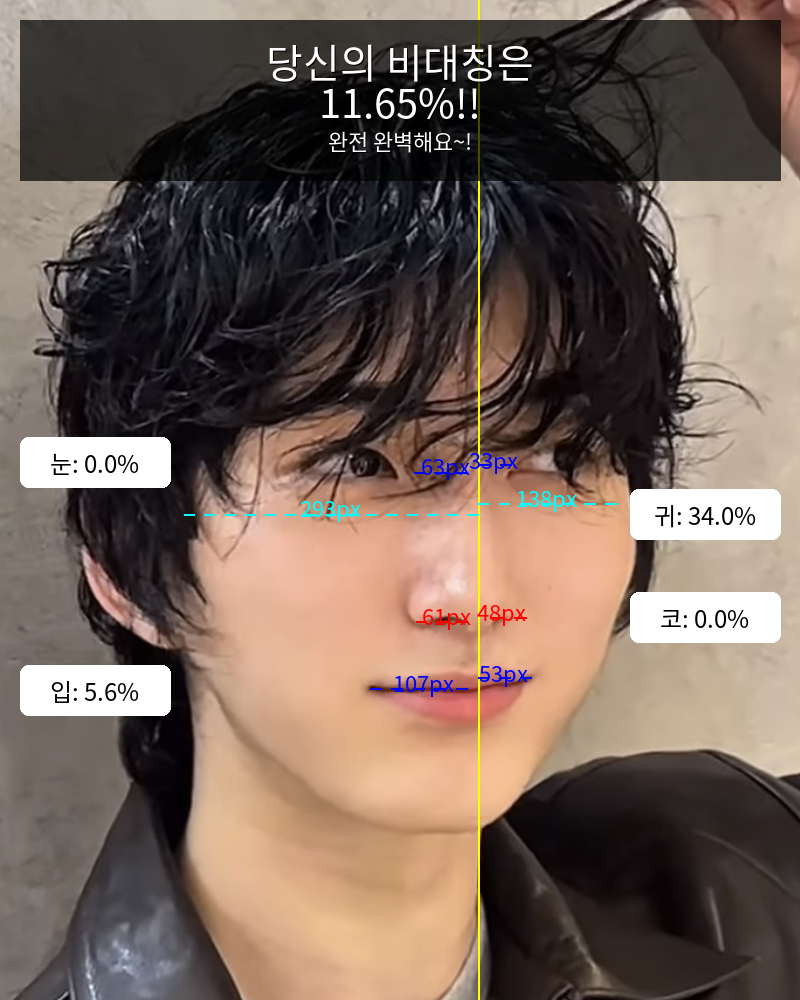 당신의 비대칭은
11.65%!!
완전 완벽해요~!
눈: 0.0%
63px
33px
293px
138px
귀: 34.0%
61px
48px
코: 0.0%
107px
53px
입: 5.6%